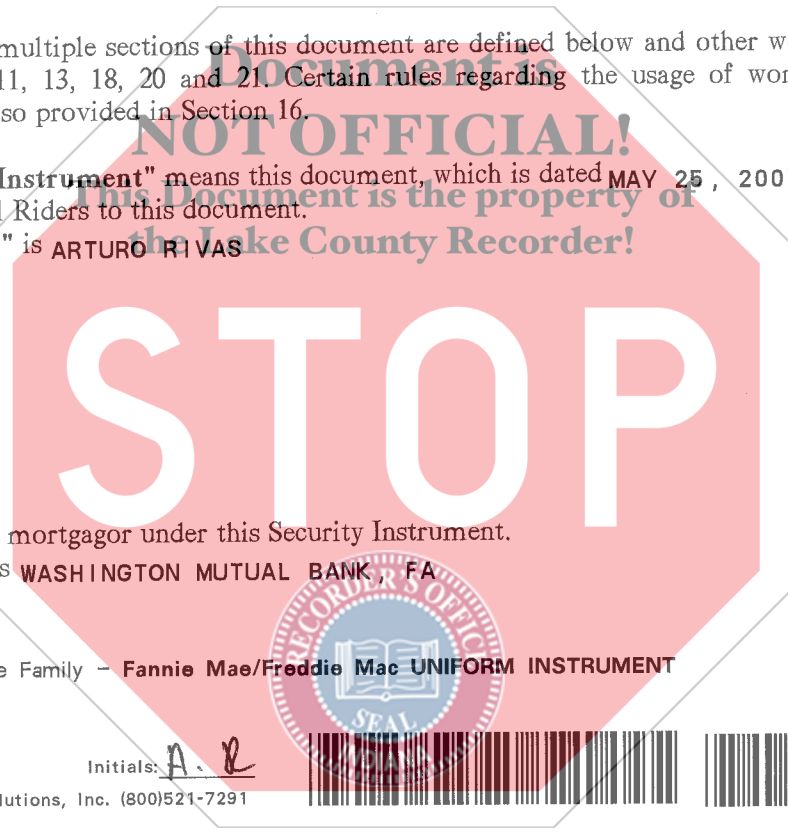 multiple sections of this document are defined below and other w
11, 13, 18, 20 and 21. Certain rules regarding the usage of wor
so provided in Section 16.
Document is
NOT OFFICIAL!
This Document is the property of
the Lake County Recorder!
Instrument" means this document, which is dated MAY 25, 200
l Riders to this document.
" is ARTURO RIVAS
STOP
mortgagor under this Security Instrument.
s WASHINGTON MUTUAL BANK, FA
RECORDER'S OFFICE
SEAL
INDIANA
e Family - Fannie Mae/Freddie Mac UNIFORM INSTRUMENT
Initials: A. R
lutions, Inc. (800)521-7291